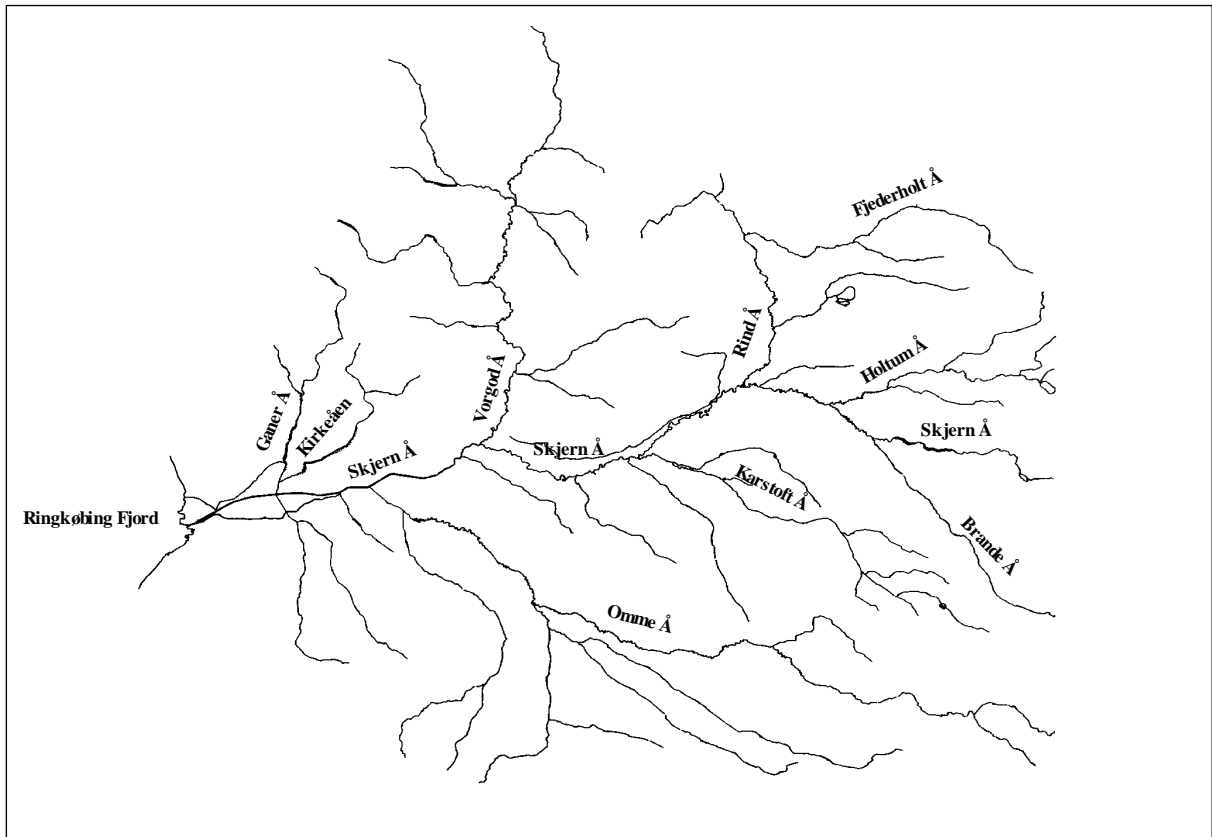 Fjederholt Å
Rind Å
Holtum Å
Vorgod Å
Ganer Å
Kirkeåen
Skjern Å
Skjern Å
Skjern Å
Karstoft Å
Ringkøbing Fjord
Brande Å
Omme Å